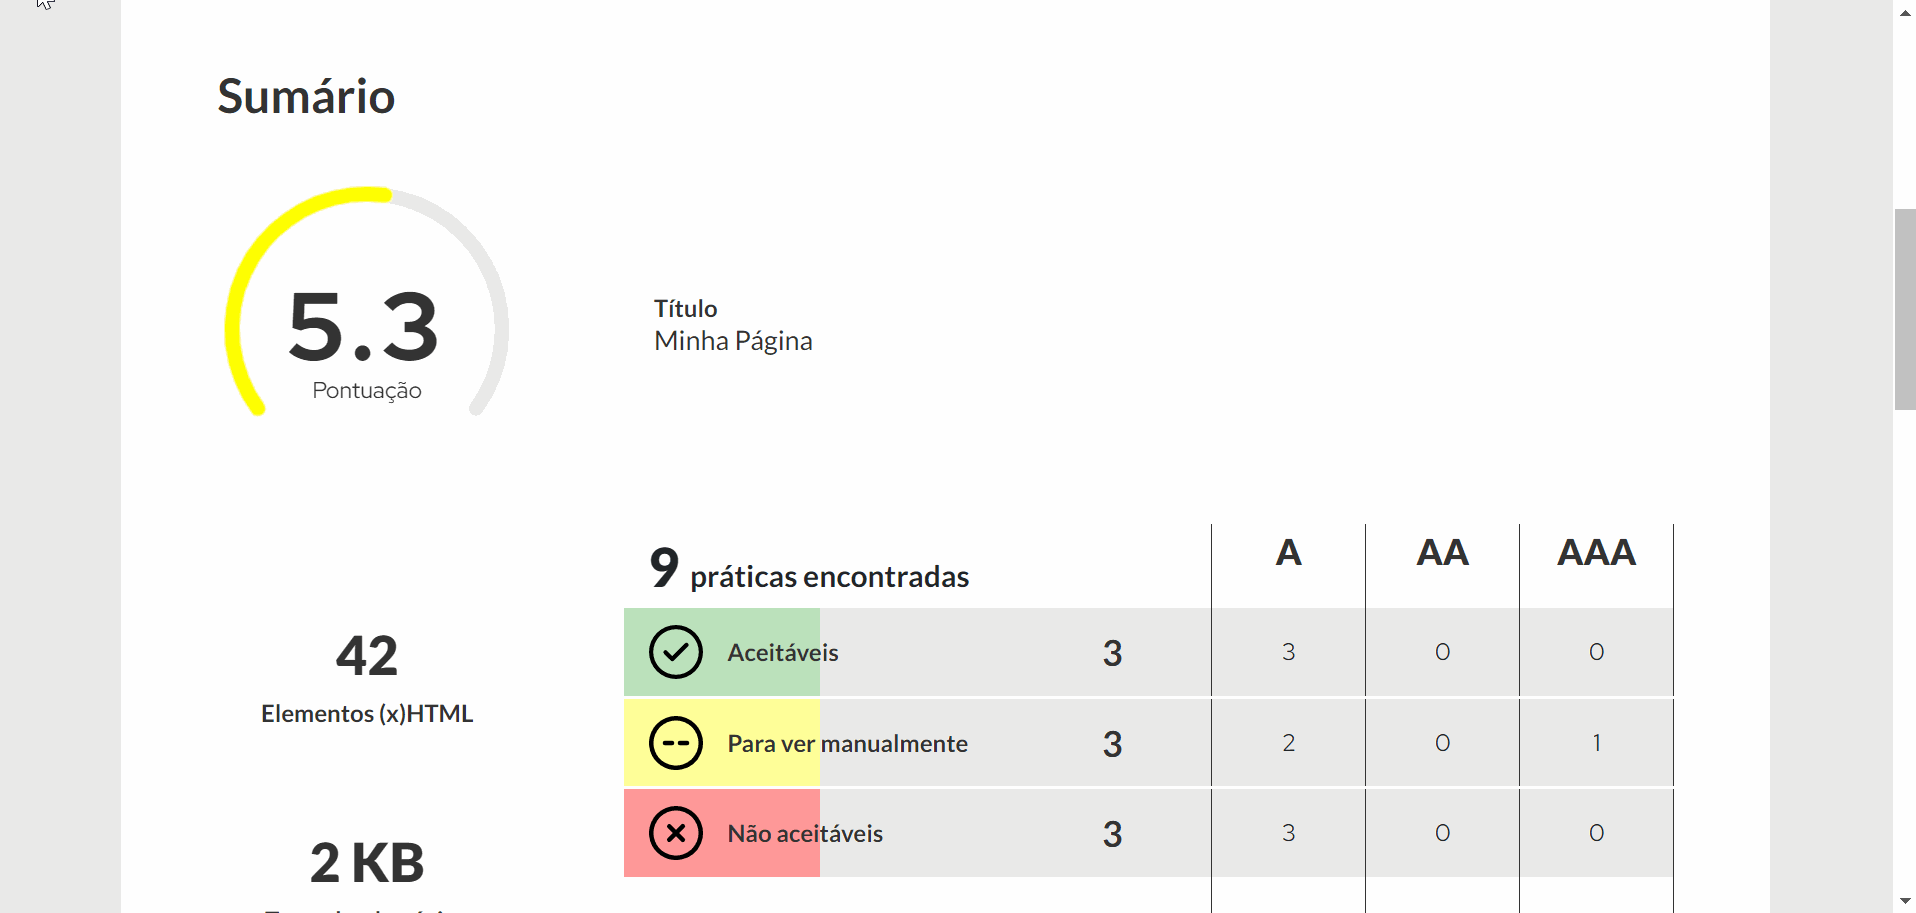 Sumário
5.3
Pontuação
Título
Minha Página
42
Elementos (x)HTML
2 KB
9 práticas encontradas A AA AAA
Aceitáveis 3 3 0 0
Para ver manualmente 3 2 0 1
Não aceitáveis 3 3 0 0